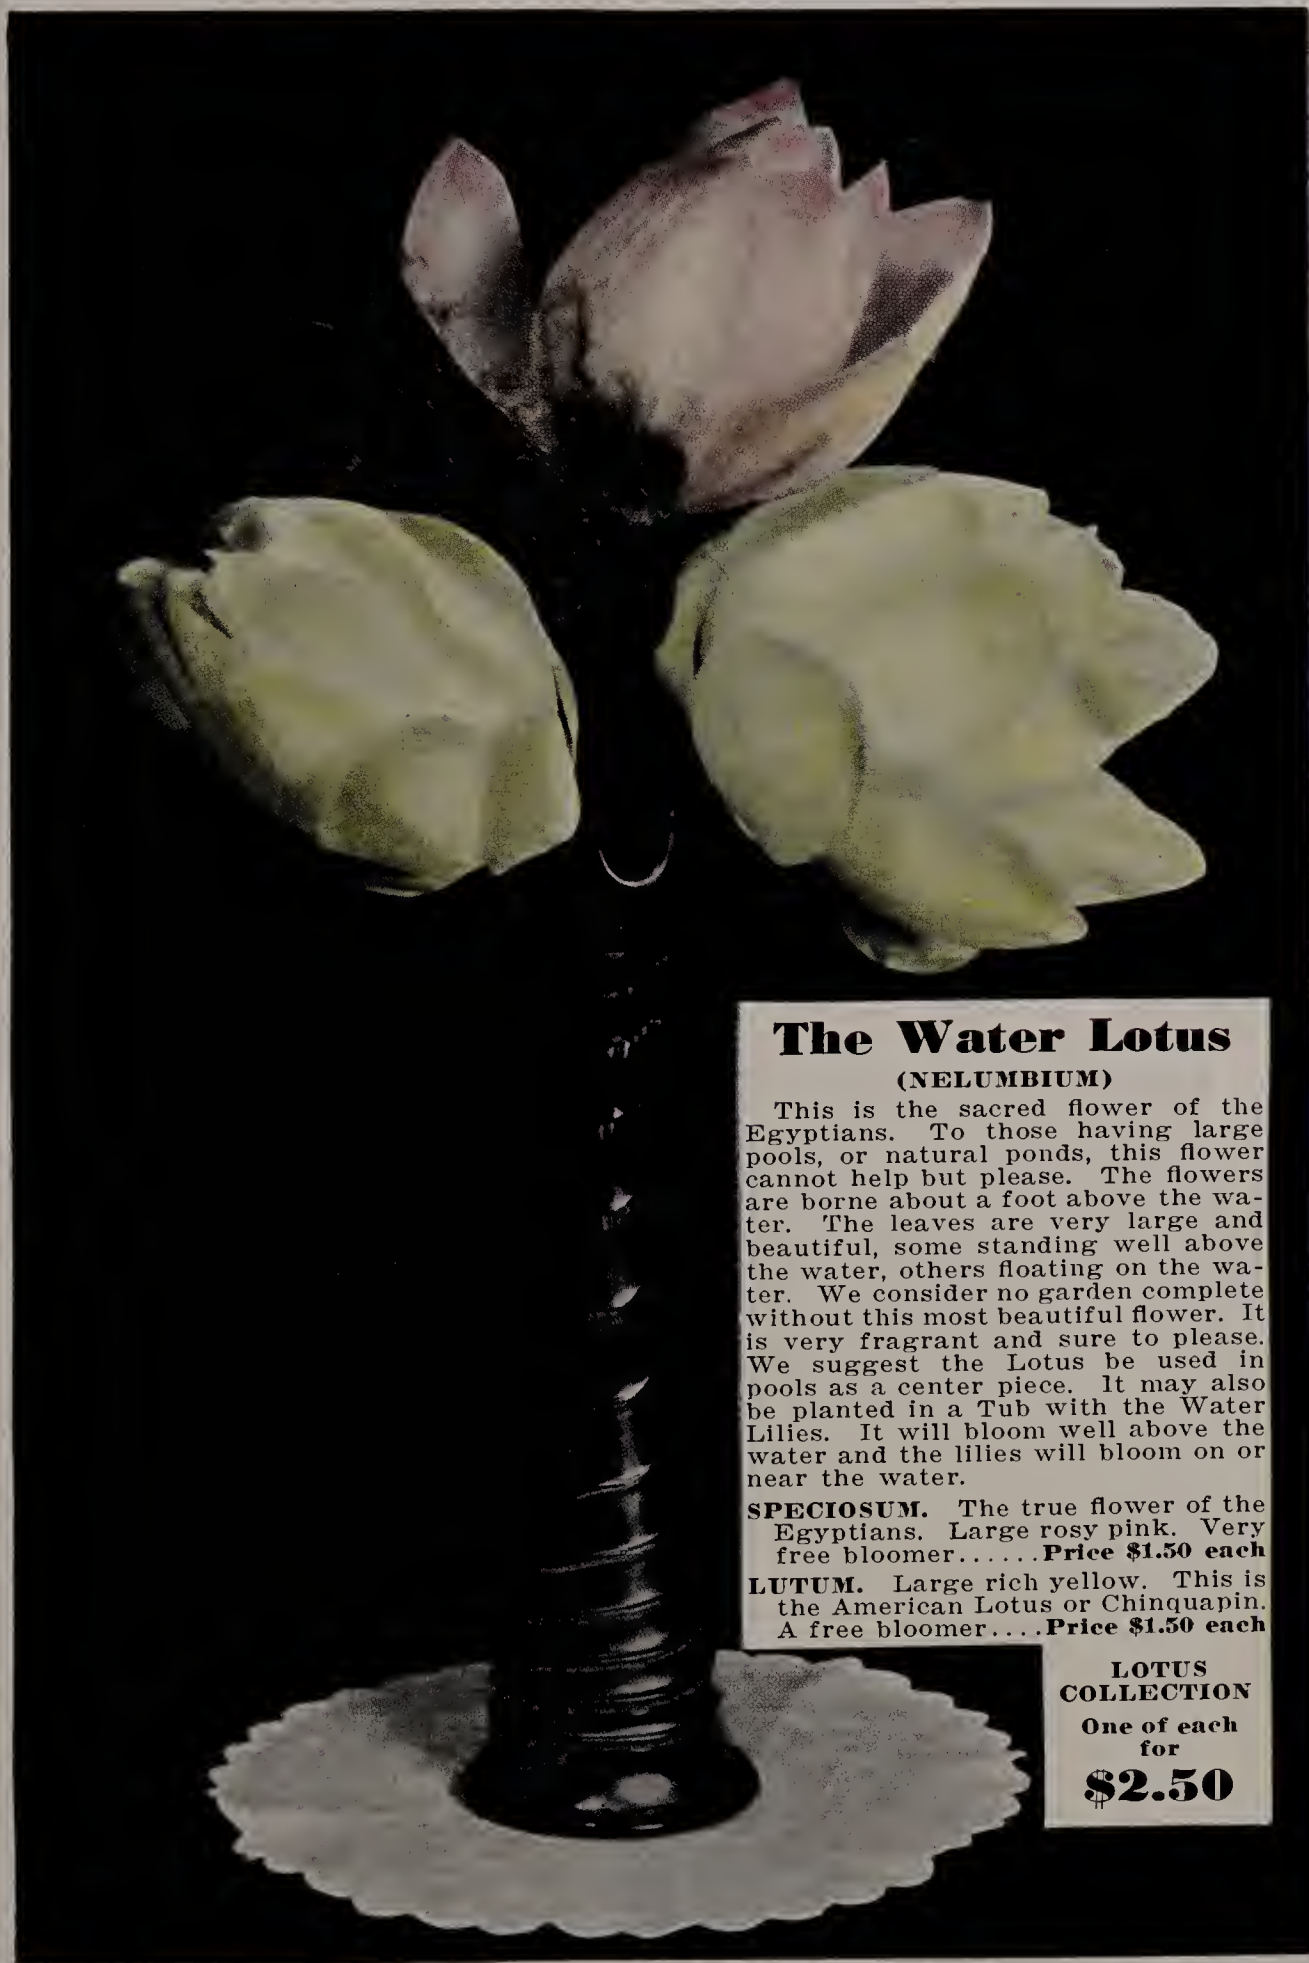 The Water Lotus
(NELUMBIUM)
This is the sacred flower of the
Egyptians. To those having large
pools, or natural ponds, this flower
cannot help but please. The flowers
are borne about a foot above the wa-
ter. The leaves are very large and
beautiful, some standing well above
the water, others floating on the wa-
ter. We consider no garden complete
without this most beautiful flower. It
is very fragrant and sure to please.
We suggest the Lotus be used in
pools as a center piece. It may also
be planted in a Tub with the Water
Lilies. It will bloom well above the
water and the lilies will bloom on or
near the water.
SPECIOSUM. The true flower of the
Egyptians. Large rosy pink. Very
free bloomer......Price $1.50 each
LUTUM. Large rich yellow. This is
the American Lotus or Chinquapin.
A free bloomer....Price $1.50 each
LOTUS
COLLECTION
One of each
for
$2.50